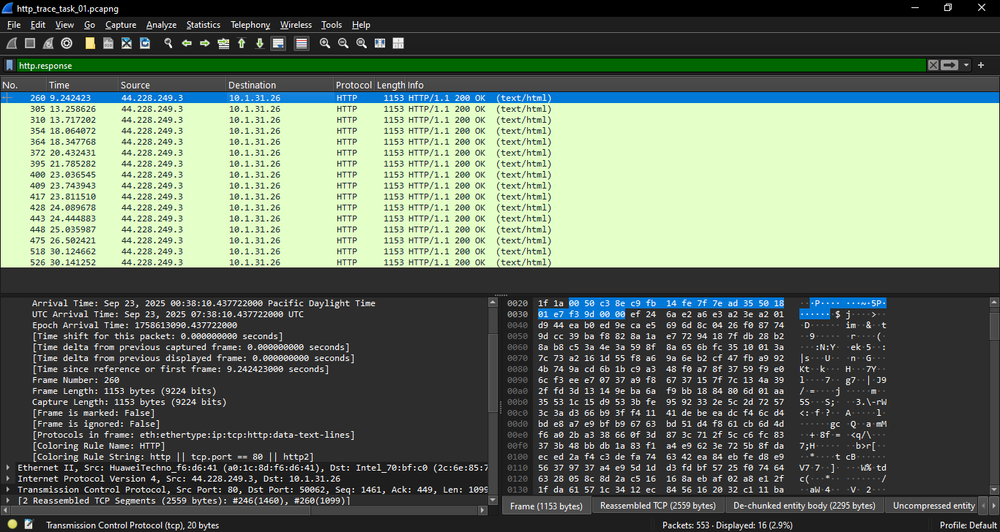 http_trace_task_01.pcapng
File Edit View Go Capture Analyze Statistics Telephony Wireless Tools Help
http.response
No. Time Source Destination Protocol Length Info
260 9.242423 44.228.249.3 10.1.31.26 HTTP 1153 HTTP/1.1 200 OK (text/html)
305 13.258626 44.228.249.3 10.1.31.26 HTTP 1153 HTTP/1.1 200 OK (text/html)
310 13.717202 44.228.249.3 10.1.31.26 HTTP 1153 HTTP/1.1 200 OK (text/html)
354 18.064072 44.228.249.3 10.1.31.26 HTTP 1153 HTTP/1.1 200 OK (text/html)
364 18.347768 44.228.249.3 10.1.31.26 HTTP 1153 HTTP/1.1 200 OK (text/html)
372 20.432431 44.228.249.3 10.1.31.26 HTTP 1153 HTTP/1.1 200 OK (text/html)
395 21.785282 44.228.249.3 10.1.31.26 HTTP 1153 HTTP/1.1 200 OK (text/html)
400 23.036545 44.228.249.3 10.1.31.26 HTTP 1153 HTTP/1.1 200 OK (text/html)
409 23.743943 44.228.249.3 10.1.31.26 HTTP 1153 HTTP/1.1 200 OK (text/html)
417 23.811510 44.228.249.3 10.1.31.26 HTTP 1153 HTTP/1.1 200 OK (text/html)
428 24.089678 44.228.249.3 10.1.31.26 HTTP 1153 HTTP/1.1 200 OK (text/html)
443 24.444883 44.228.249.3 10.1.31.26 HTTP 1153 HTTP/1.1 200 OK (text/html)
448 25.035987 44.228.249.3 10.1.31.26 HTTP 1153 HTTP/1.1 200 OK (text/html)
475 26.502421 44.228.249.3 10.1.31.26 HTTP 1153 HTTP/1.1 200 OK (text/html)
518 30.124662 44.228.249.3 10.1.31.26 HTTP 1153 HTTP/1.1 200 OK (text/html)
526 30.141252 44.228.249.3 10.1.31.26 HTTP 1153 HTTP/1.1 200 OK (text/html)
Arrival Time: Sep 23, 2025 00:38:10.437722000 Pacific Daylight Time
UTC Arrival Time: Sep 23, 2025 07:38:10.437722000 UTC
Epoch Arrival Time: 1758613090.437722000
[Time shift for this packet: 0.000000000 seconds]
[Time delta from previous captured frame: 0.000000000 seconds]
[Time delta from previous displayed frame: 0.000000000 seconds]
[Time since reference or first frame: 9.242423000 seconds]
Frame Number: 260
Frame Length: 1153 bytes (9224 bits)
Capture Length: 1153 bytes (9224 bits)
[Frame is marked: False]
[Frame is ignored: False]
[Protocols in frame: eth:ethertype:ip:tcp:http:data-text-lines]
[Coloring Rule Name: HTTP]
[Coloring Rule String: http || tcp.port == 80 || http2]
Ethernet II, Src: HuaweiTechno_f6:d6:41 (a0:1c:8d:f6:d6:41), Dst: Intel_70:bf:c0 (2c:6e:85:7
Internet Protocol Version 4, Src: 44.228.249.3, Dst: 10.1.31.26
Transmission Control Protocol, Src Port: 80, Dst Port: 50062, Seq: 1461, Ack: 449, Len: 1099
[2 Reassembled TCP Segments (2559 bytes): #246(1460), #260(1099)]
0020 1f 1a 00 50 c3 8e c9 fb 14 fe 7f 7e ad 35 50 18
0030 01 e7 f3 9d 00 00 ef 24 6a e2 a6 e3 a2 3e a2 01
0040 d9 44 ea b0 ed 9e ca e5 69 6d 8c 04 26 f0 87 74
0050 9d cc 39 ba f8 82 8a 1a e7 72 94 18 7f db 28 b2
0060 8a b8 c5 3a 4e 3a 59 8f 8a 65 6b fc 35 10 01 3a
0070 7c 73 a2 16 1d 55 f8 a6 9a 6e b2 cf 47 fb a9 92
0080 4b 74 9a cd 6b 1b c9 a3 48 f0 a7 8f 37 59 f9 e0
0090 6c f3 ee e7 07 37 a9 f8 67 37 15 7f 7c 13 4a 39
00a0 2f fd 3d 13 14 9e ba 6a f9 bb 18 84 80 6d 01 aa
00b0 35 53 1c 15 d9 53 3b fe 95 92 33 2e 5c 2d 72 57
00c0 3c 3a d3 66 b9 3f f4 11 41 de be ea dc f4 6c d4
00d0 bd e8 a7 e9 bf b9 67 63 bd 51 d4 f8 61 cb 6d 4d
00e0 f6 a0 2b a3 38 66 0f 3d 87 3c 71 2f 5c c6 fc 83
00f0 37 3b 48 bb db 1a 83 f1 a4 e9 62 3e 72 5b 8f da
0100 ec ed 2a f4 c3 de fa 74 63 42 ea 84 eb fe d8 e9
0110 56 37 97 37 a4 e9 5d 1d d3 fd bf 57 25 f0 74 64
0120 63 28 05 8c 8d 2a c5 16 16 8a eb af 02 a8 e1 2f
0130 1f da 61 57 1c 34 12 ec 84 56 16 20 32 c1 11 ba
Frame (1153 bytes) Reassembled TCP (2559 bytes) De-chunked entity body (2295 bytes) Uncompressed entity
Transmission Control Protocol (tcp), 20 bytes Packets: 553 · Displayed: 16 (2.9%) Profile: Default